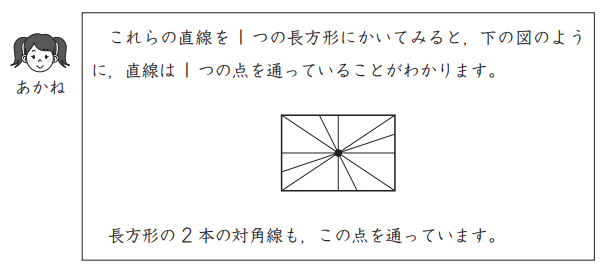 これらの直線を1つの長方形にかいてみると，下の図のよう
に，直線は1つの点を通っていることがわかります。
あかね
長方形の2本の対角線も，この点を通っています。